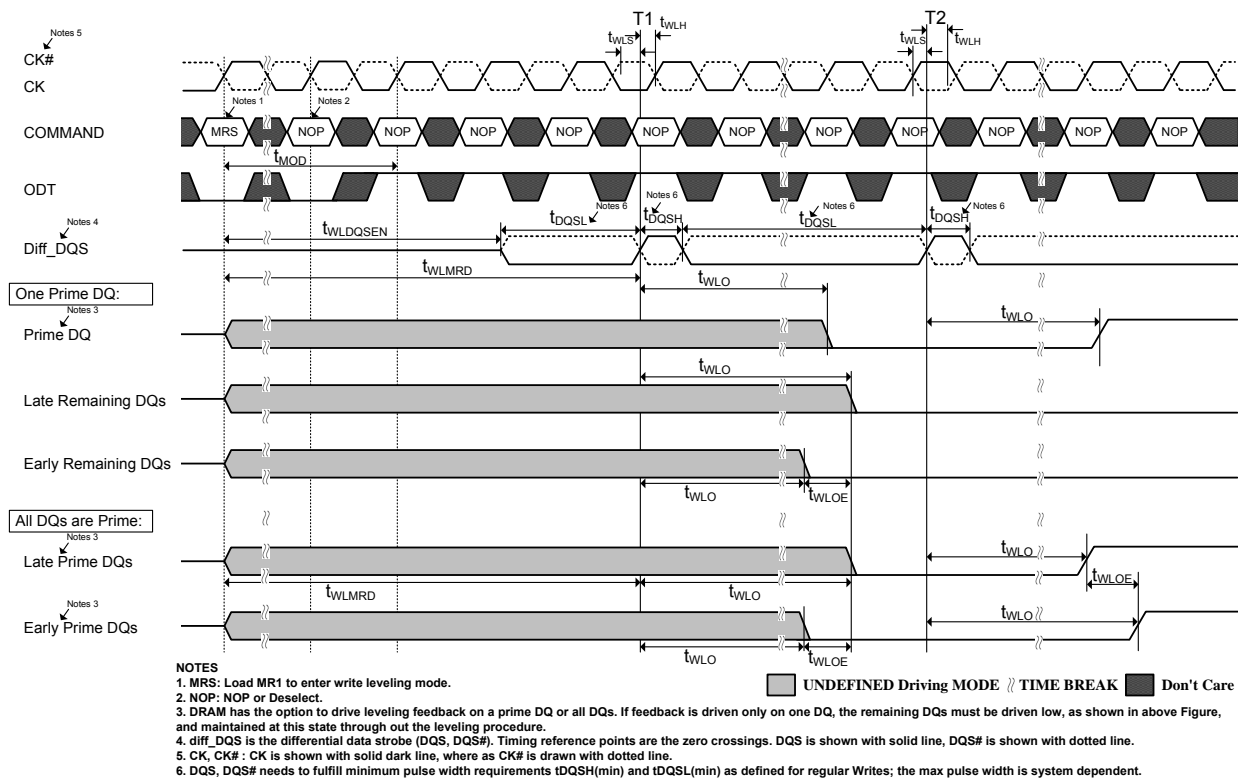 T1 T2
tWLS tWLH tWLS tWLH
Notes 5
CK#
CK
Notes 1 Notes 2
COMMAND MRS NOP NOP NOP NOP NOP NOP NOP NOP NOP NOP NOP
tMOD
ODT
Notes 6 Notes 6 Notes 6 Notes 6
Notes 4
tDQSL tDQSH tDQSL tDQSH
Diff_DQS tWLDQSEN
tWLMRD tWLO
One Prime DQ:
Notes 3
Prime DQ tWLO
tWLO
Late Remaining DQs
Early Remaining DQs
tWLO tWLOE
All DQs are Prime:
Notes 3
Late Prime DQs tWLO
tWLMRD tWLO tWLOE
Notes 3
Early Prime DQs tWLO
tWLO tWLOE
NOTES
1. MRS: Load MR1 to enter write leveling mode.
2. NOP: NOP or Deselect.
UNDEFINED Driving MODE TIME BREAK Don't Care
3. DRAM has the option to drive leveling feedback on a prime DQ or all DQs. If feedback is driven only on one DQ, the remaining DQs must be driven low, as shown in above Figure,
and maintained at this state through out the leveling procedure.
4. diff_DQS is the differential data strobe (DQS, DQS#). Timing reference points are the zero crossings. DQS is shown with solid line, DQS# is shown with dotted line.
5. CK, CK# : CK is shown with solid dark line, where as CK# is drawn with dotted line.
6. DQS, DQS# needs to fulfill minimum pulse width requirements tDQSH(min) and tDQSL(min) as defined for regular Writes; the max pulse width is system dependent.